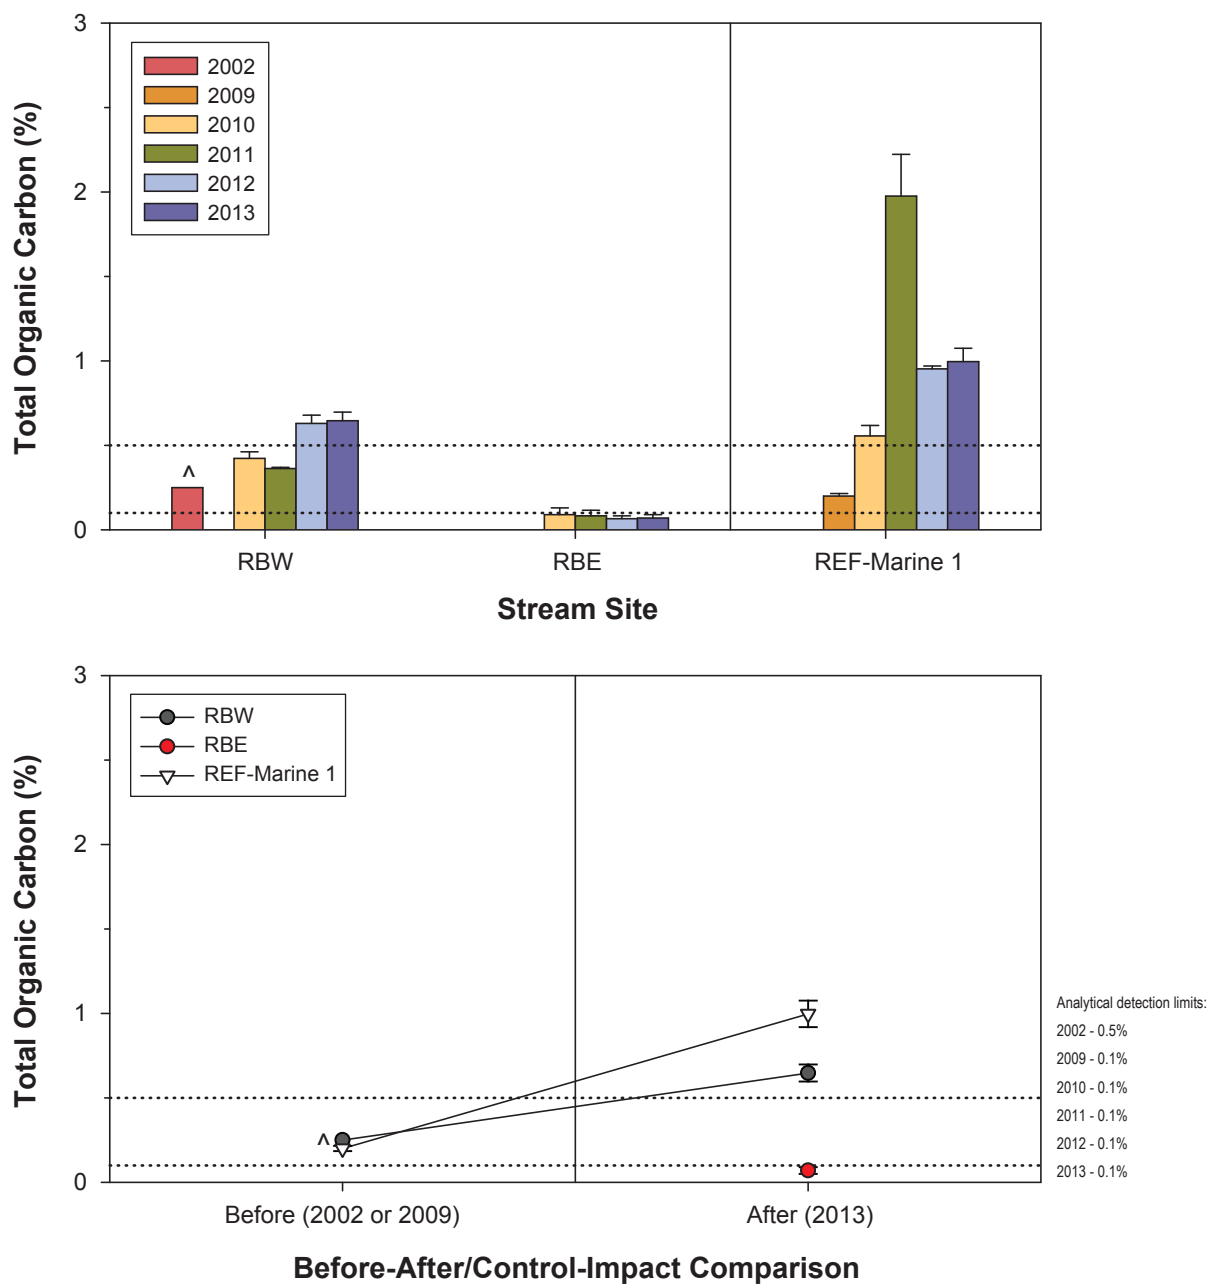 3
2
1
0
Total Organic Carbon (%)
2002
2009
2010
2011
2012
2013
^
RBW
RBE
REF-Marine 1
Stream Site
3
2
1
0
Total Organic Carbon (%)
RBW
RBE
REF-Marine 1
^
Before (2002 or 2009)
After (2013)
Before-After/Control-Impact Comparison
Analytical detection limits:
2002 - 0.5%
2009 - 0.1%
2010 - 0.1%
2011 - 0.1%
2012 - 0.1%
2013 - 0.1%